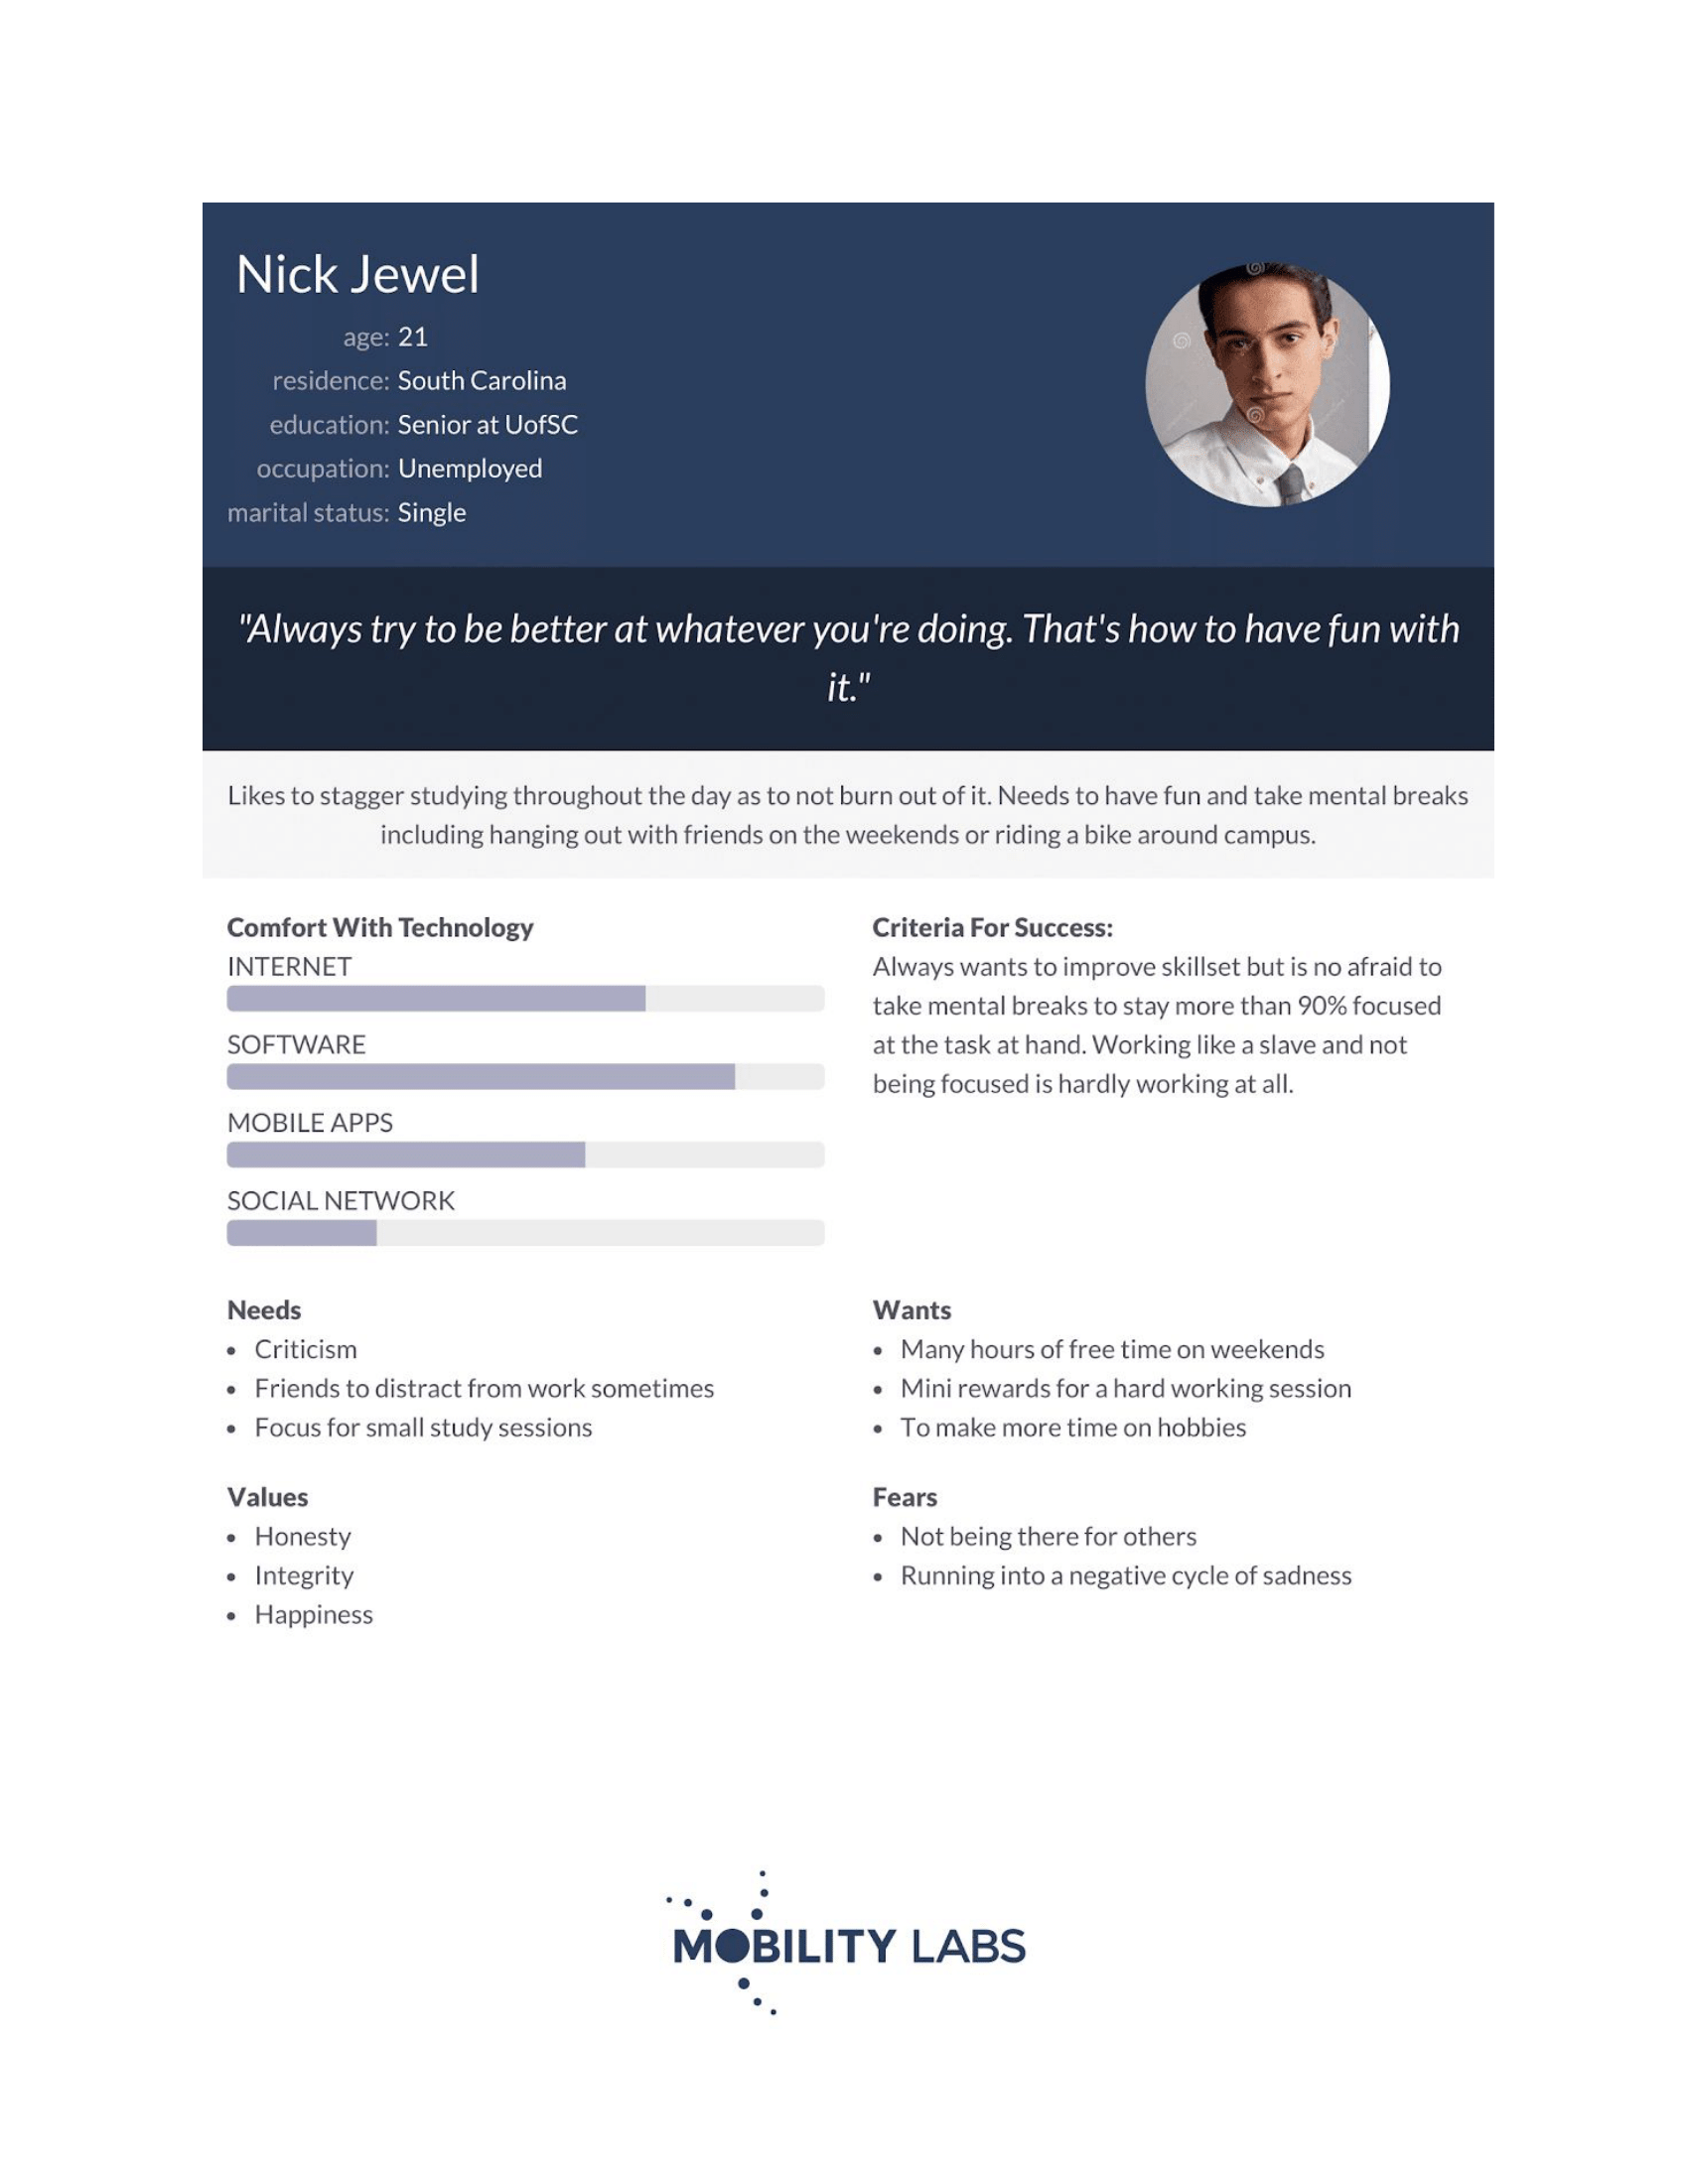 Nick Jewel
age: 21
residence: South Carolina
education: Senior at UofSC
occupation: Unemployed
marital status: Single
"Always try to be better at whatever you're doing. That's how to have fun with
it."
Likes to stagger studying throughout the day as to not burn out of it. Needs to have fun and take mental breaks
including hanging out with friends on the weekends or riding a bike around campus.
Comfort With Technology
INTERNET
SOFTWARE
MOBILE APPS
SOCIAL NETWORK
Criteria For Success:
Always wants to improve skillset but is no afraid to
take mental breaks to stay more than 90% focused
at the task at hand. Working like a slave and not
being focused is hardly working at all.
Needs
• Criticism
• Friends to distract from work sometimes
• Focus for small study sessions
Wants
• Many hours of free time on weekends
• Mini rewards for a hard working session
• To make more time on hobbies
Values
• Honesty
• Integrity
• Happiness
Fears
• Not being there for others
• Running into a negative cycle of sadness
MOBILITY LABS